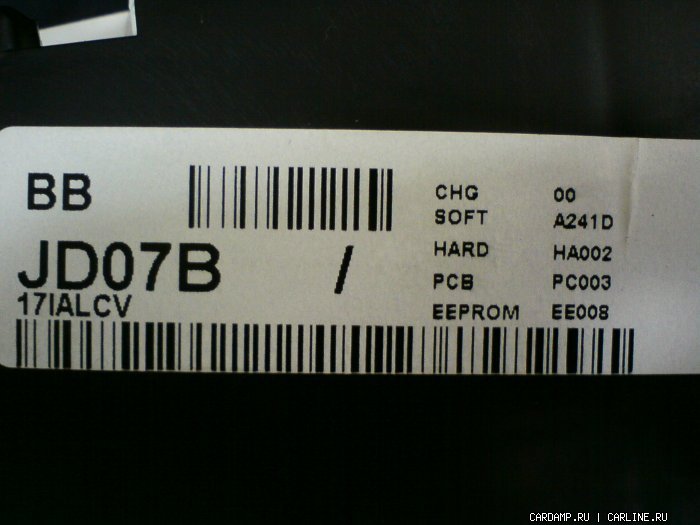 BB
JD07B /
17IALCV
CHG 00
SOFT A241D
HARD HA002
PCB PC003
EEPROM EE008
CARDAMP.RU | CARLINE.RU